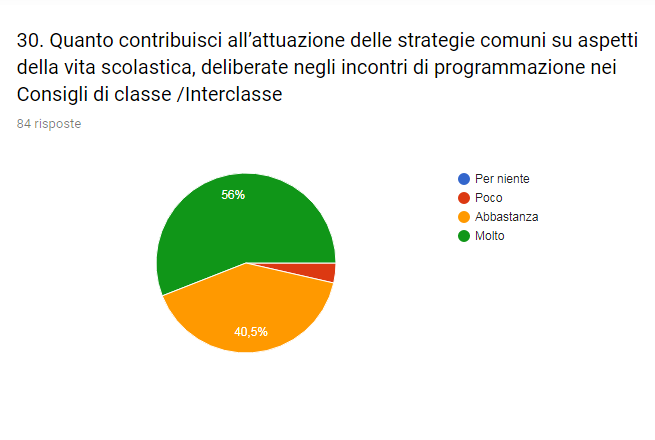 30. Quanto contribuisci all’attuazione delle strategie comuni su aspetti
della vita scolastica, deliberate negli incontri di programmazione nei
Consigli di classe /Interclasse
84 risposte
56%
40,5%
Per niente
Poco
Abbastanza
Molto